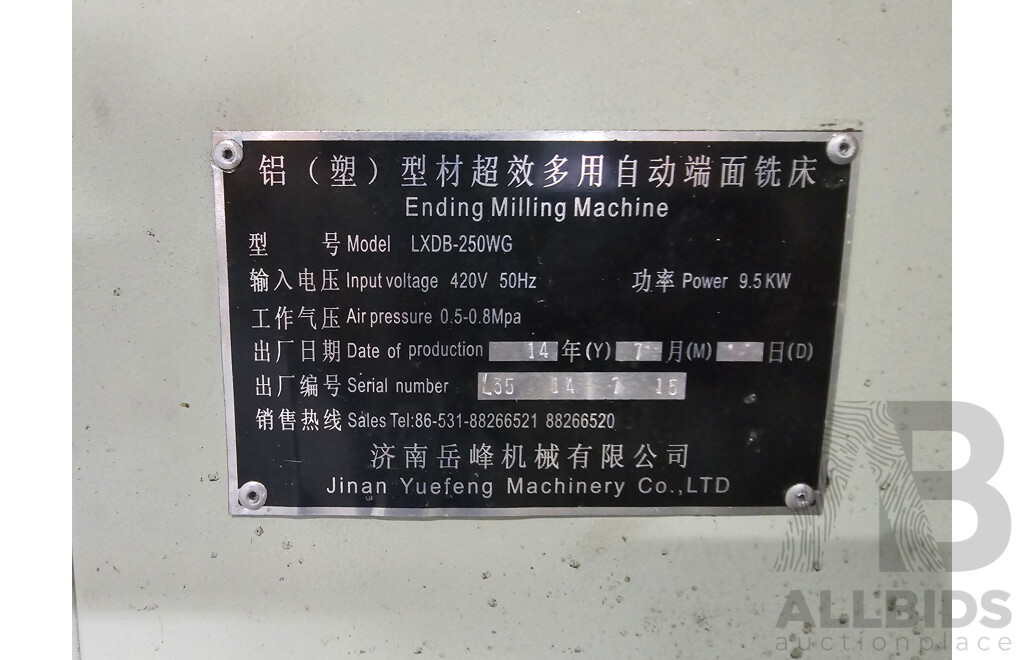 铝（塑）型材超效多用自动端面铣床
Ending Milling Machine
型 号 Model LXDB-250WG
输入电压 Input voltage 420V 50Hz 功率 Power 9.5KW
工作气压 Air pressure 0.5-0.8Mpa
出厂日期 Date of production 14 年(Y) 7 月(M) 日(D)
出厂编号 Serial number L35 14 7 15
销售热线 Sales Tel:86-531-88266521 88266520
济南岳峰机械有限公司
Jinan Yuefeng Machinery Co.,LTD
AB
ALLBIDS
auctionplace